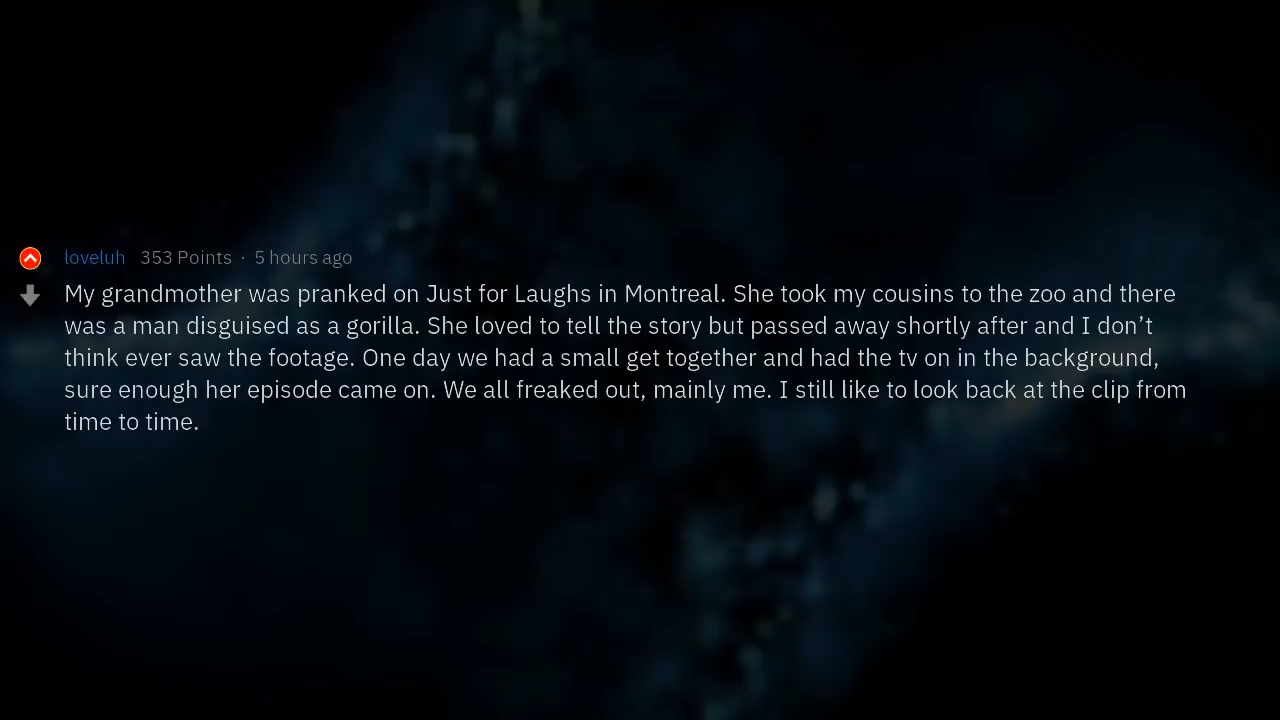 loveluh 353 Points · 5 hours ago
My grandmother was pranked on Just for Laughs in Montreal. She took my cousins to the zoo and there
was a man disguised as a gorilla. She loved to tell the story but passed away shortly after and I don’t
think ever saw the footage. One day we had a small get together and had the tv on in the background,
sure enough her episode came on. We all freaked out, mainly me. I still like to look back at the clip from
time to time.